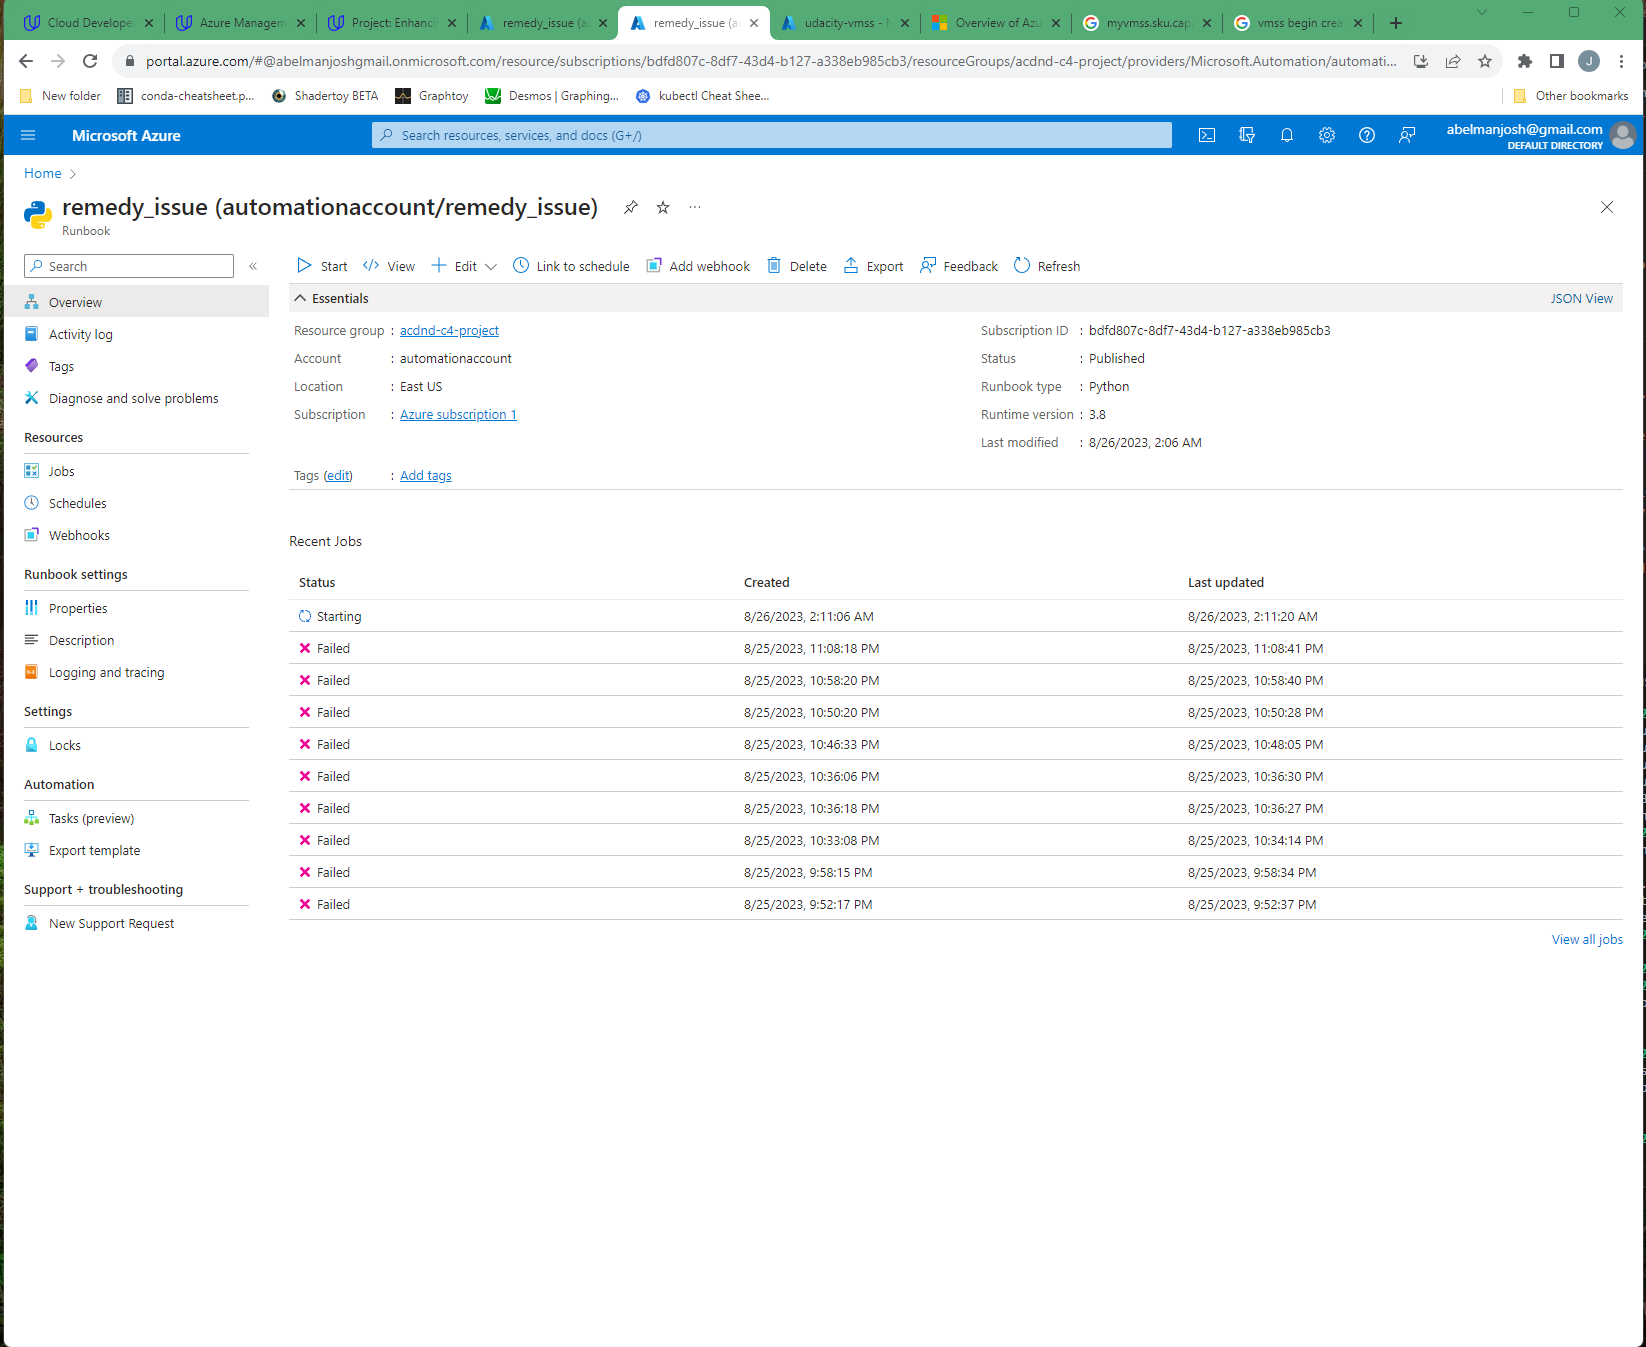 Cloud Develope
Azure Managem
Project: Enhanci
remedy_issue (a
remedy_issue (a
udacity-vmss - M
Overview of Azu
myvmss.sku.cap
vmss begin crea
portal.azure.com/#@abelmanjoshgmail.onmicrosoft.com/resource/subscriptions/bdfd807c-8df7-43d4-b127-a338eb985cb3/resourceGroups/acdnd-c4-project/providers/Microsoft.Automation/automati...
J
New folder
conda-cheatsheet.p...
Shadertoy BETA
Graphtoy
Desmos | Graphing...
kubectl Cheat Shee...
Other bookmarks
Microsoft Azure
Search resources, services, and docs (G+/)
abelmanjosh@gmail.com
DEFAULT DIRECTORY
Home
remedy_issue (automationaccount/remedy_issue)
Runbook
Search
Start
View
Edit
Link to schedule
Add webhook
Delete
Export
Feedback
Refresh
Overview
Activity log
Tags
Diagnose and solve problems
Resources
Jobs
Schedules
Webhooks
Runbook settings
Properties
Description
Logging and tracing
Settings
Locks
Automation
Tasks (preview)
Export template
Support + troubleshooting
New Support Request
Essentials
JSON View
Resource group : acdnd-c4-project
Account : automationaccount
Location : East US
Subscription : Azure subscription 1
Subscription ID : bdfd807c-8df7-43d4-b127-a338eb985cb3
Status : Published
Runbook type : Python
Runtime version : 3.8
Last modified : 8/26/2023, 2:06 AM
Tags (edit) : Add tags
Recent Jobs
Status Created Last updated
Starting 8/26/2023, 2:11:06 AM 8/26/2023, 2:11:20 AM
Failed 8/25/2023, 11:08:18 PM 8/25/2023, 11:08:41 PM
Failed 8/25/2023, 10:58:20 PM 8/25/2023, 10:58:40 PM
Failed 8/25/2023, 10:50:20 PM 8/25/2023, 10:50:28 PM
Failed 8/25/2023, 10:46:33 PM 8/25/2023, 10:48:05 PM
Failed 8/25/2023, 10:36:06 PM 8/25/2023, 10:36:30 PM
Failed 8/25/2023, 10:36:18 PM 8/25/2023, 10:36:27 PM
Failed 8/25/2023, 10:33:08 PM 8/25/2023, 10:34:14 PM
Failed 8/25/2023, 9:58:15 PM 8/25/2023, 9:58:34 PM
Failed 8/25/2023, 9:52:17 PM 8/25/2023, 9:52:37 PM
View all jobs